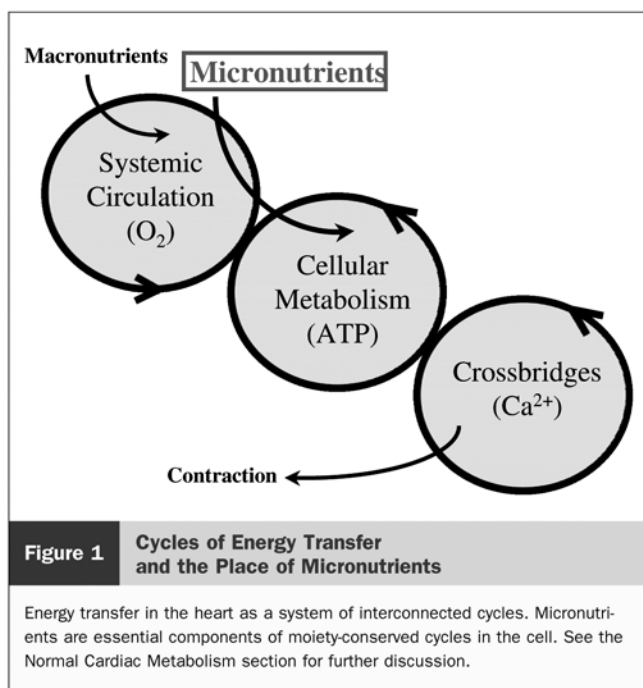 Macronutrients
Micronutrients
Systemic
Circulation
(O₂)
Cellular
Metabolism
(ATP)
Crossbridges
(Ca²⁺)
Contraction
Figure 1
Cycles of Energy Transfer
and the Place of Micronutrients
Energy transfer in the heart as a system of interconnected cycles. Micronutri-
ents are essential components of moiety-conserved cycles in the cell. See the
Normal Cardiac Metabolism section for further discussion.